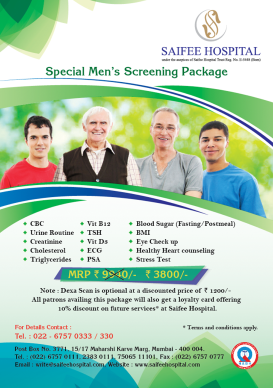 SAIFEE HOSPITAL
Special Men's Screening Package
CBC
Urine Routine
Creatinine
Cholesterol
Triglycerides
Vit B12
TSH
Vit D3
ECG
PSA
Blood Sugar (Fasting/Postmeal)
BMI
Eye Check up
Healthy Heart counseling
Stress Test
MRP ₹ /- ₹ 3800/-
Note : Dexa Scan is optional at a discounted price of ₹ 1200/-
All patrons availing this package will also get a loyalty card offering
10% discount on future services* at Saifee Hospital.
For Details Contact :
* Terms and conditions apply.
Tel. : 022 - 6757 0333 / 330
Post Box No. 3771, 15/17 Maharshi Karve Marg, Mumbai - 400 004.
Tel. : (022) 6757 0111, 2383 0111, 75065 11101, Fax : (022) 6757 0777
Email : write@saifeehospital.com, Website : www.saifeehospital.com